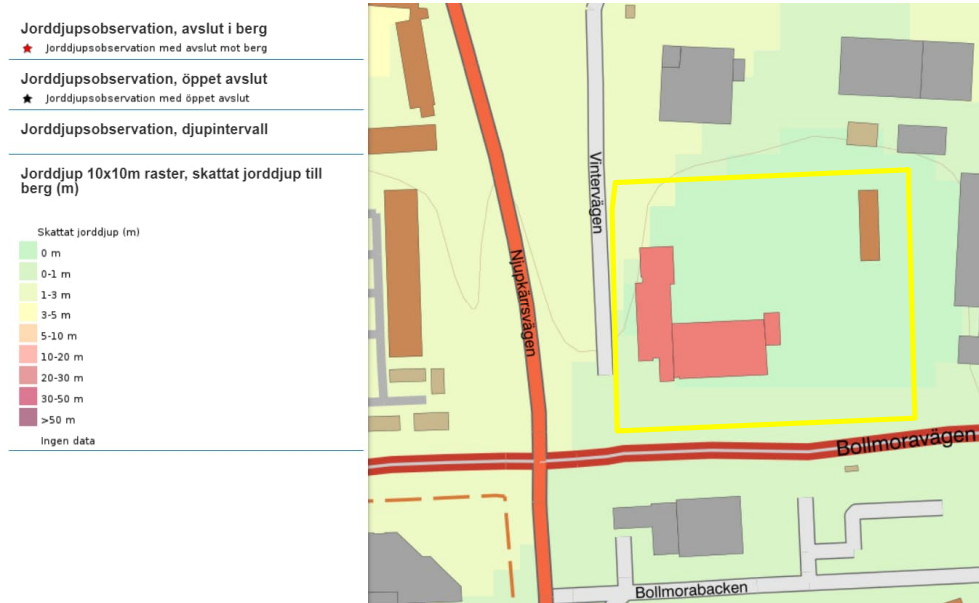 Jorddjupsobservation, avslut i berg
Jorddjupsobservation med avslut mot berg
Jorddjupsobservation, öppet avslut
Jorddjupsobservation med öppet avslut
Jorddjupsobservation, djupintervall
Jorddjup 10x10m raster, skattat jorddjup till
berg (m)
Skattat jorddjup (m)
0 m
0-1 m
1-3 m
3-5 m
5-10 m
10-20 m
20-30 m
30-50 m
>50 m
Ingen data
Vintervägen
Njupkärrsvägen
Bollmoravägen
Bollmorabacken